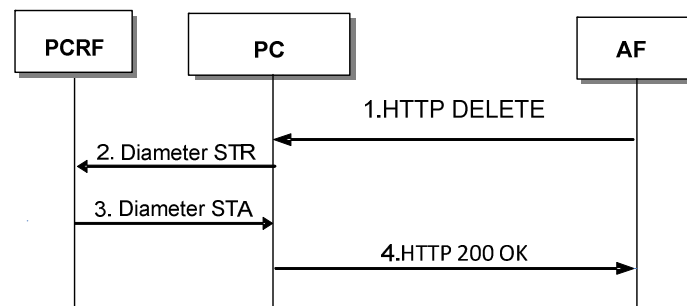 PCRF
PC
AF
1.HTTP DELETE
2. Diameter STR
3. Diameter STA
4.HTTP 200 OK